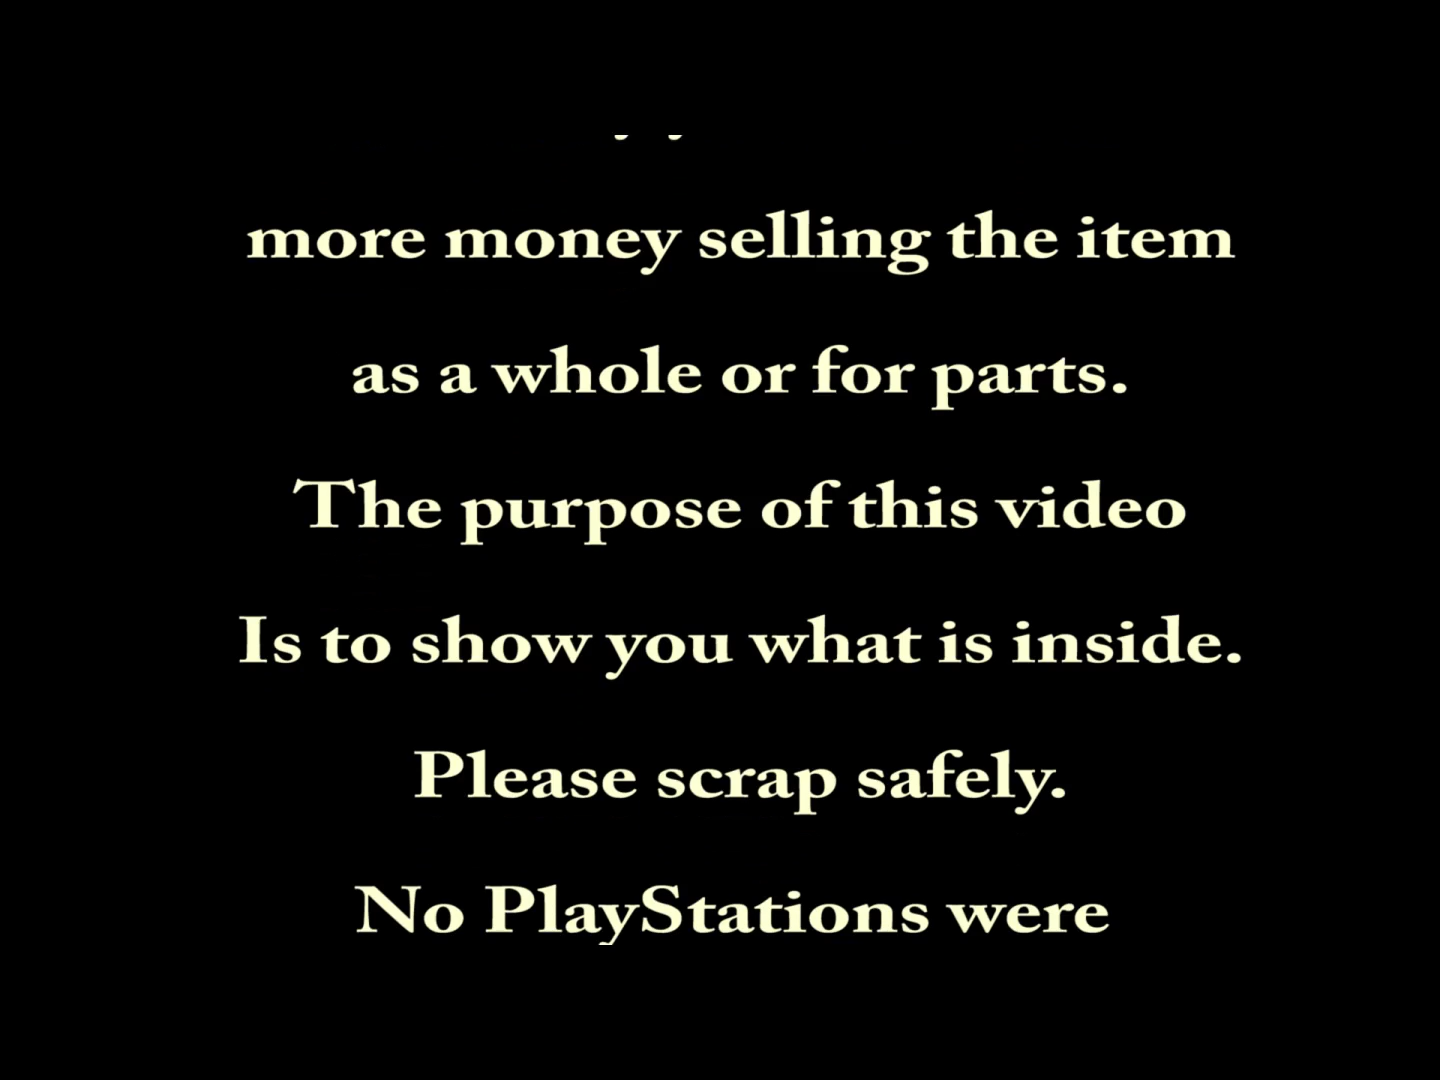 more money selling the item
as a whole or for parts.
The purpose of this video
Is to show you what is inside.
Please scrap safely.
No PlayStations were